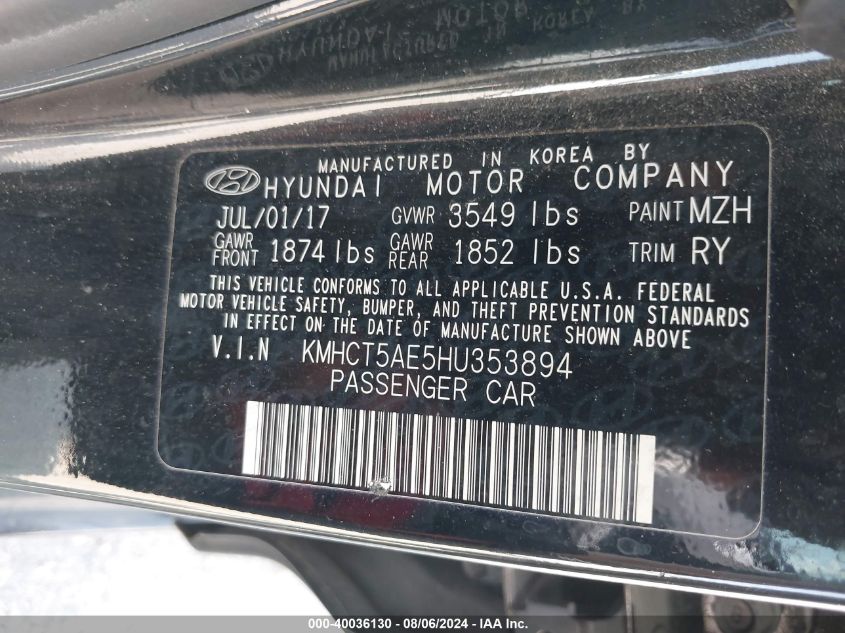 MANUFACTURED IN KOREA BY
HYUNDAI MOTOR COMPANY
JUL/01/17 GVWR 3549 lbs PAINT MZH
GAWR FRONT 1874 lbs GAWR REAR 1852 lbs TRIM RY
THIS VEHICLE CONFORMS TO ALL APPLICABLE U.S.A. FEDERAL
MOTOR VEHICLE SAFETY, BUMPER, AND THEFT PREVENTION STANDARDS
IN EFFECT ON THE DATE OF MANUFACTURE SHOWN ABOVE
V.I.N KMHCT5AE5HU353894
PASSENGER CAR
000-40036130 - 08/06/2024 - IAA Inc.